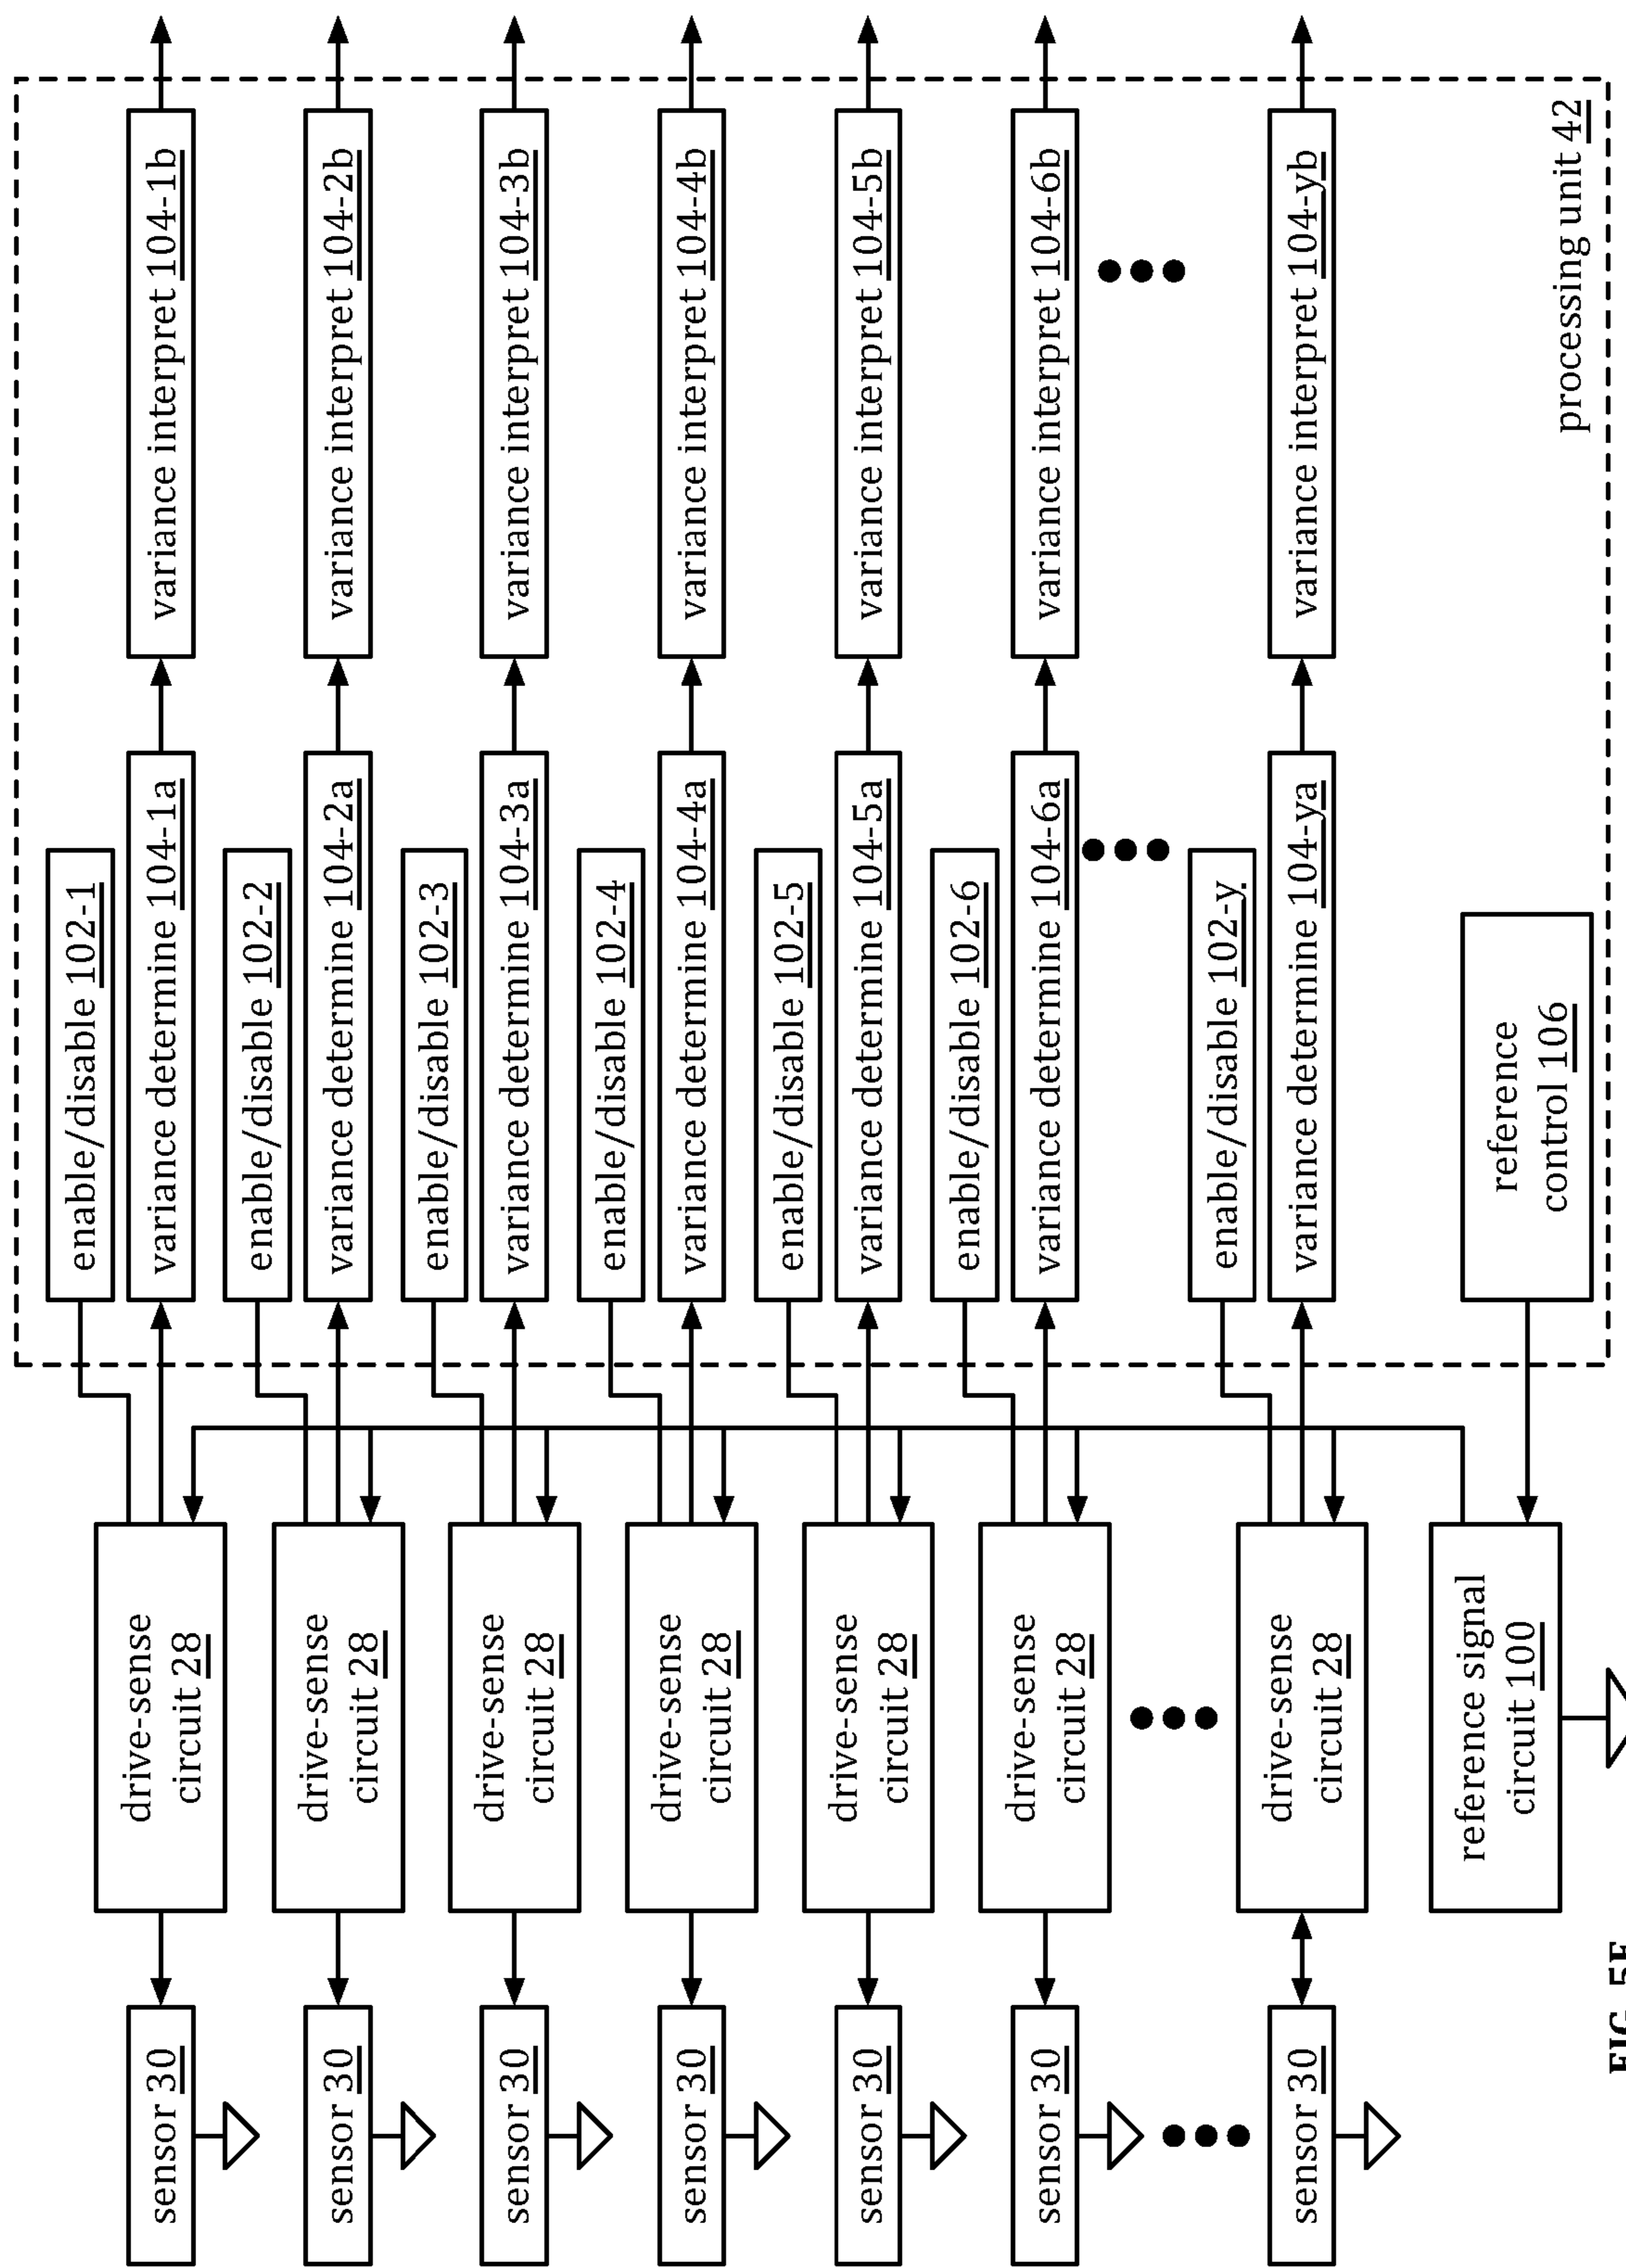 enable/disable 102-1
drive-sense
circuit 28
sensor 30
variance determine 104-1a
variance interpret 104-1b
enable/disable 102-2
drive-sense
circuit 28
sensor 30
variance determine 104-2a
variance interpret 104-2b
enable/disable 102-3
drive-sense
circuit 28
sensor 30
variance determine 104-3a
variance interpret 104-3b
enable/disable 102-4
drive-sense
circuit 28
sensor 30
variance determine 104-4a
variance interpret 104-4b
enable/disable 102-5
drive-sense
circuit 28
sensor 30
variance determine 104-5a
variance interpret 104-5b
enable/disable 102-6
drive-sense
circuit 28
sensor 30
variance determine 104-6a
variance interpret 104-6b
enable/disable 102-y
drive-sense
circuit 28
sensor 30
variance determine 104-ya
variance interpret 104-yb
reference signal
circuit 100
reference
control 106
processing unit 42
FIG